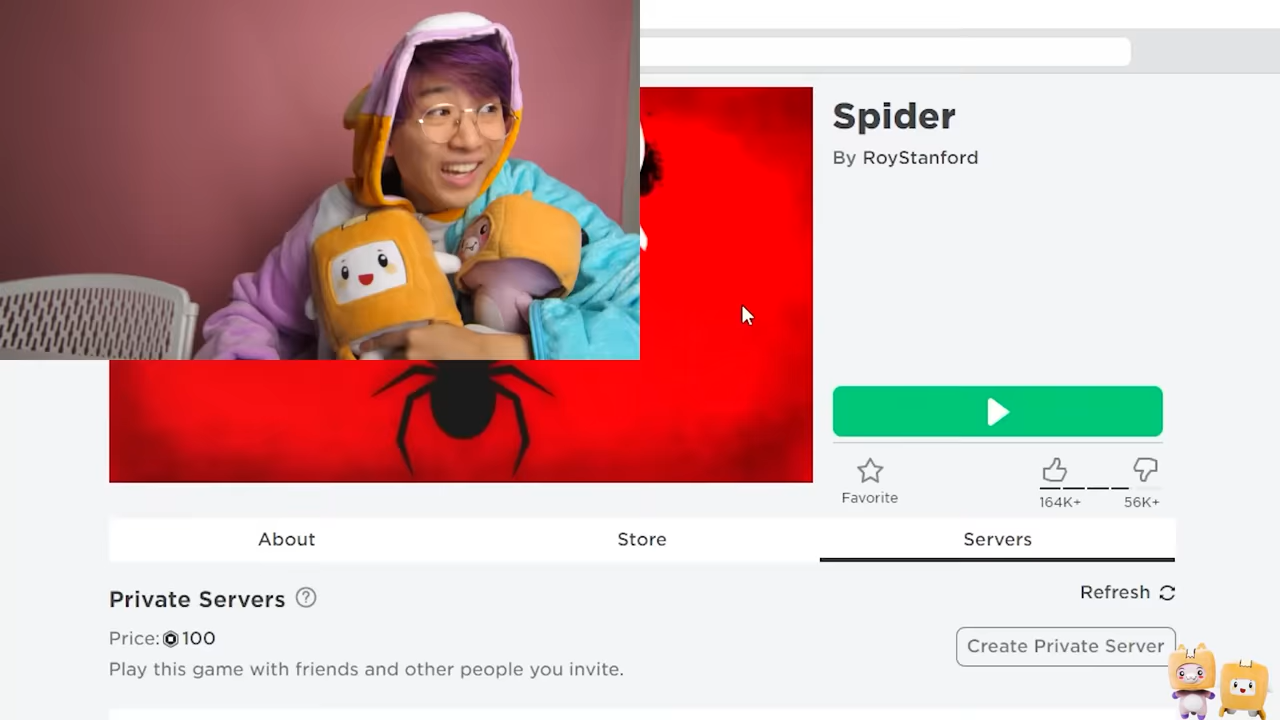 Spider
By RoyStanford
Favorite
164K+
56K+
About
Store
Servers
Private Servers
Refresh
Price: 100
Create Private Server
Play this game with friends and other people you invite.